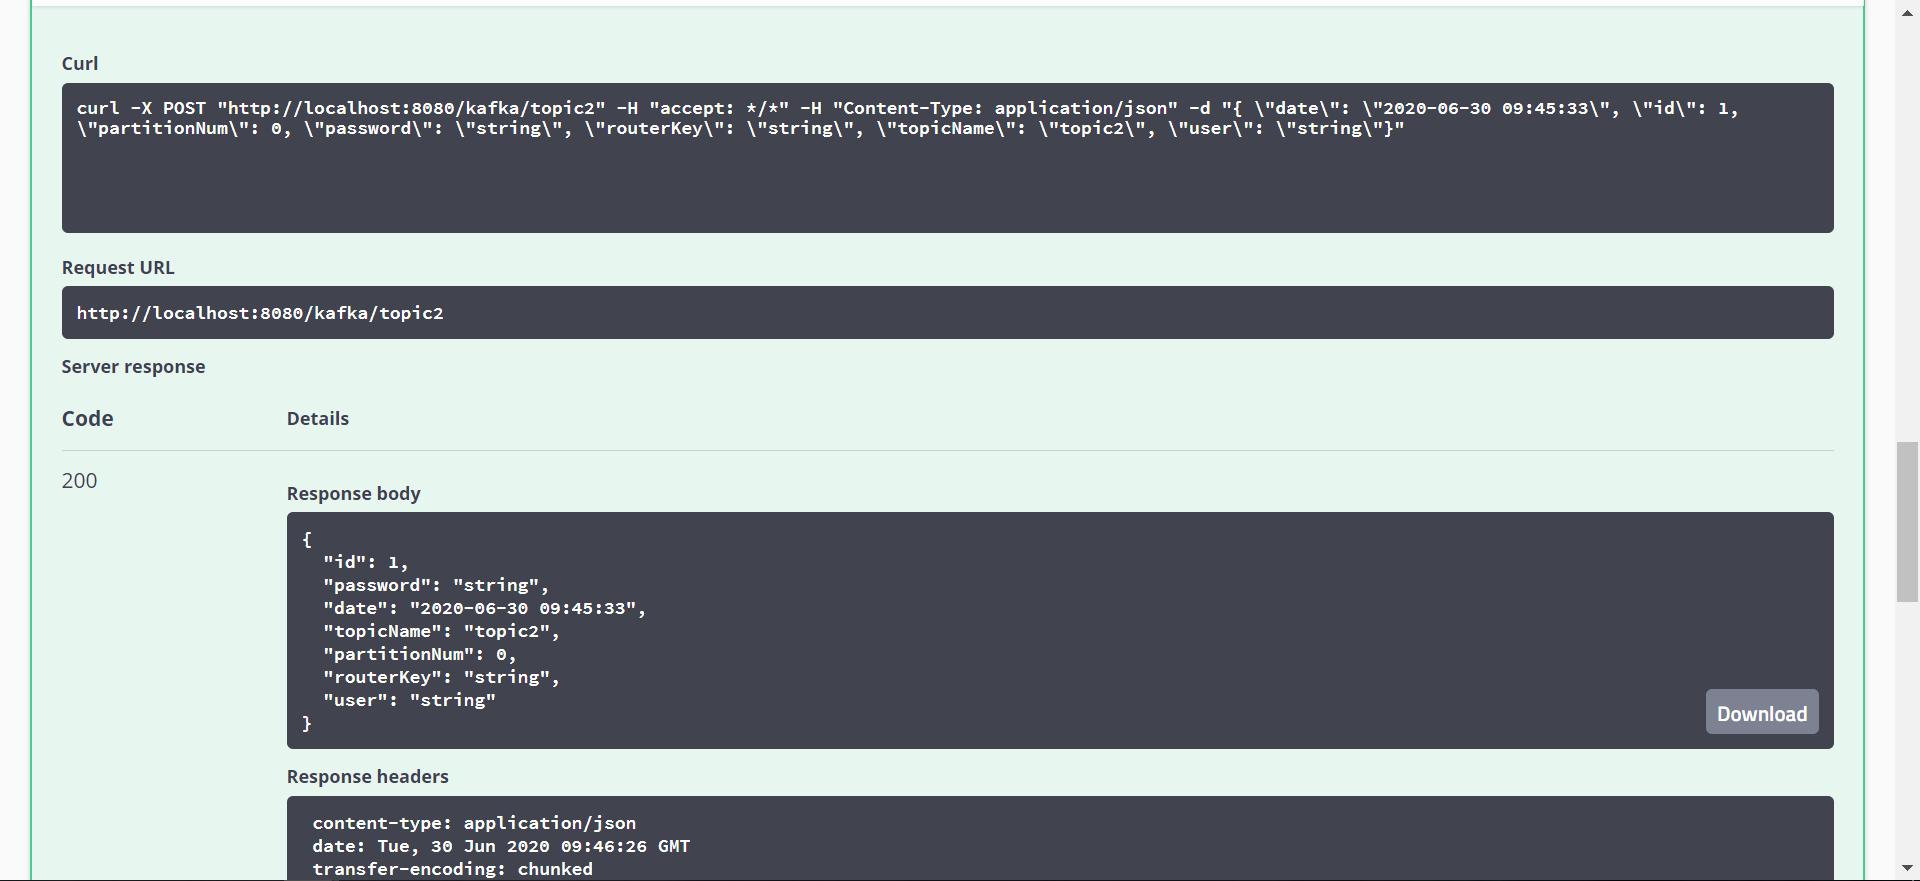 Curl
curl -X POST "http://localhost:8080/kafka/topic2" -H "accept: */*" -H "Content-Type: application/json" -d "{ \"date\": \"2020-06-30 09:45:33\", \"id\": 1,
\"partitionNum\": 0, \"password\": \"string\", \"routerKey\": \"string\", \"topicName\": \"topic2\", \"user\": \"string\"}"
Request URL
http://localhost:8080/kafka/topic2
Server response
Code Details
200
Response body
{
  "id": 1,
  "password": "string",
  "date": "2020-06-30 09:45:33",
  "topicName": "topic2",
  "partitionNum": 0,
  "routerKey": "string",
  "user": "string"
}
Download
Response headers
content-type: application/json
date: Tue, 30 Jun 2020 09:46:26 GMT
transfer-encoding: chunked